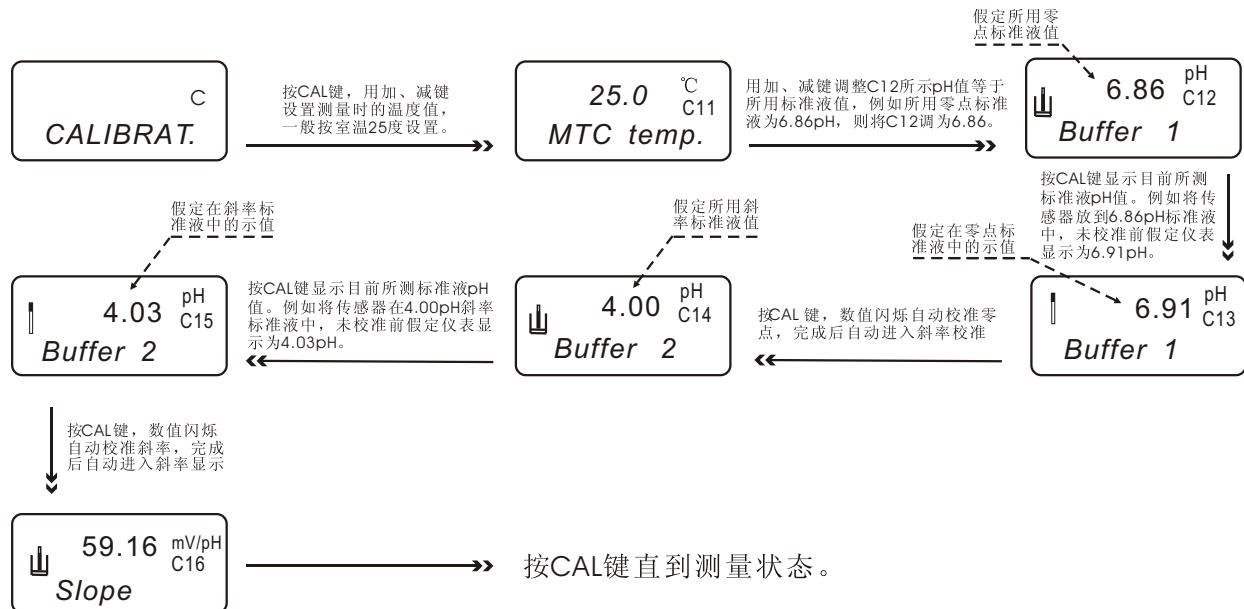 C
CALIBRAT.
按CAL键，用加、减键
设置测量时的温度值，
一般按室温25度设置。
25.0 ℃
C11
MTC temp.
用加、减键调整C12所示pH值等于
所用标准液值，例如所用零点标准
液为6.86pH，则将C12调为6.86。
假定所用零
点标准液值
6.86 pH
C12
Buffer 1
按CAL键显示目前所测
标准液pH值。例如将传
感器放到6.86pH标准液
中，未校准前假定仪表
显示为6.91pH。
假定在零点标
准液中的示值
6.91 pH
C13
Buffer 1
按CAL键，数值闪烁自动校准零
点，完成后自动进入斜率校准
假定所用斜
率标准液值
4.00 pH
C14
Buffer 2
按CAL键显示目前所测标准液pH
值。例如将传感器在4.00pH斜率
标准液中，未校准前假定仪表显
示为4.03pH。
假定在斜率标
准液中的示值
4.03 pH
C15
Buffer 2
按CAL键，数值闪烁
自动校准斜率，完成
后自动进入斜率显示
59.16 mV/pH
C16
Slope
按CAL键直到测量状态。